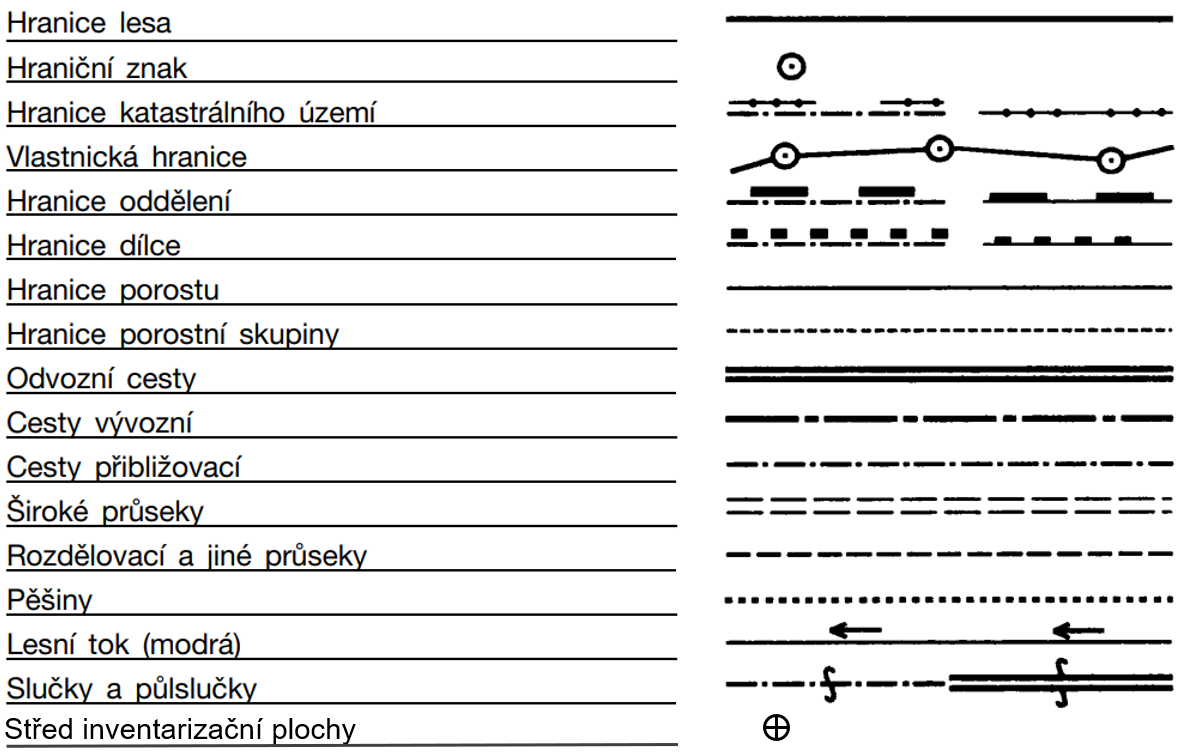 Hranice lesa
Hraniční znak
Hranice katastrálního území
Vlastnická hranice
Hranice oddělení
Hranice dílce
Hranice porostu
Hranice porostní skupiny
Odvozní cesty
Cesty vývozní
Cesty přibližovací
Široké průseky
Rozdělovací a jiné průseky
Pěšiny
Lesní tok (modrá)
Slučky a půlslučky
Střed inventarizační plochy